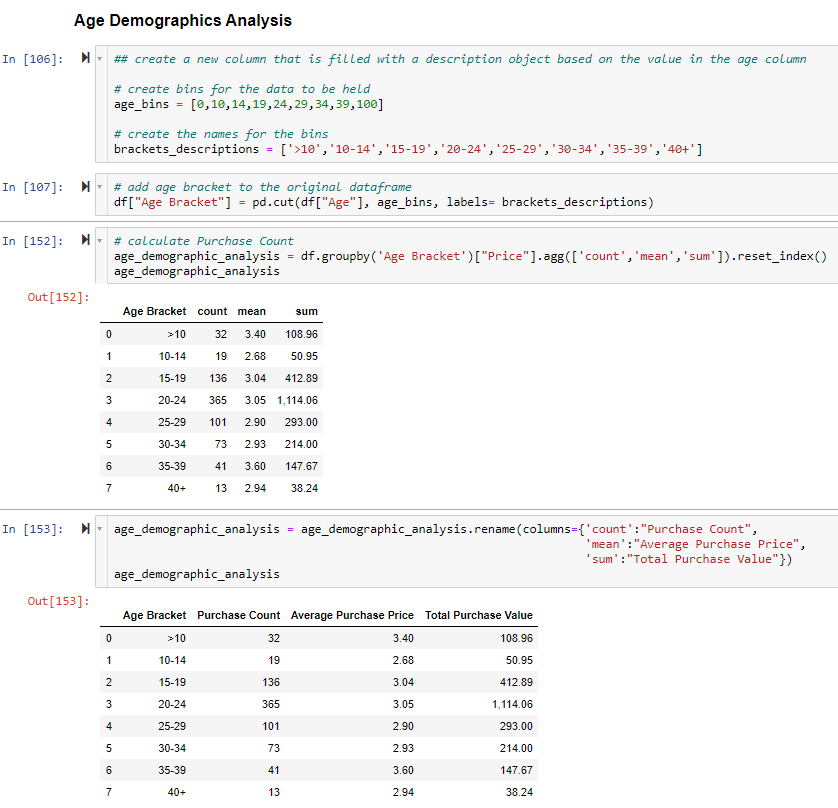 Age Demographics Analysis
In [106]:
## create a new column that is filled with a description object based on the value in the age column
# create bins for the data to be held
age_bins = [0,10,14,19,24,29,34,39,100]
# create the names for the bins
brackets_descriptions = ['>10','10-14','15-19','20-24','25-29','30-34','35-39','40+']
In [107]:
# add age bracket to the original dataframe
df["Age Bracket"] = pd.cut(df["Age"], age_bins, labels= brackets_descriptions)
In [152]:
# calculate Purchase Count
age_demographic_analysis = df.groupby('Age Bracket')["Price"].agg(['count','mean','sum']).reset_index()
age_demographic_analysis
Out[152]:
Age Bracket count mean sum
0 >10 32 3.40 108.96
1 10-14 19 2.68 50.95
2 15-19 136 3.04 412.89
3 20-24 365 3.05 1,114.06
4 25-29 101 2.90 293.00
5 30-34 73 2.93 214.00
6 35-39 41 3.60 147.67
7 40+ 13 2.94 38.24
In [153]:
age_demographic_analysis = age_demographic_analysis.rename(columns={'count':"Purchase Count",
'mean':"Average Purchase Price",
'sum':"Total Purchase Value"})
age_demographic_analysis
Out[153]:
Age Bracket Purchase Count Average Purchase Price Total Purchase Value
0 >10 32 3.40 108.96
1 10-14 19 2.68 50.95
2 15-19 136 3.04 412.89
3 20-24 365 3.05 1,114.06
4 25-29 101 2.90 293.00
5 30-34 73 2.93 214.00
6 35-39 41 3.60 147.67
7 40+ 13 2.94 38.24